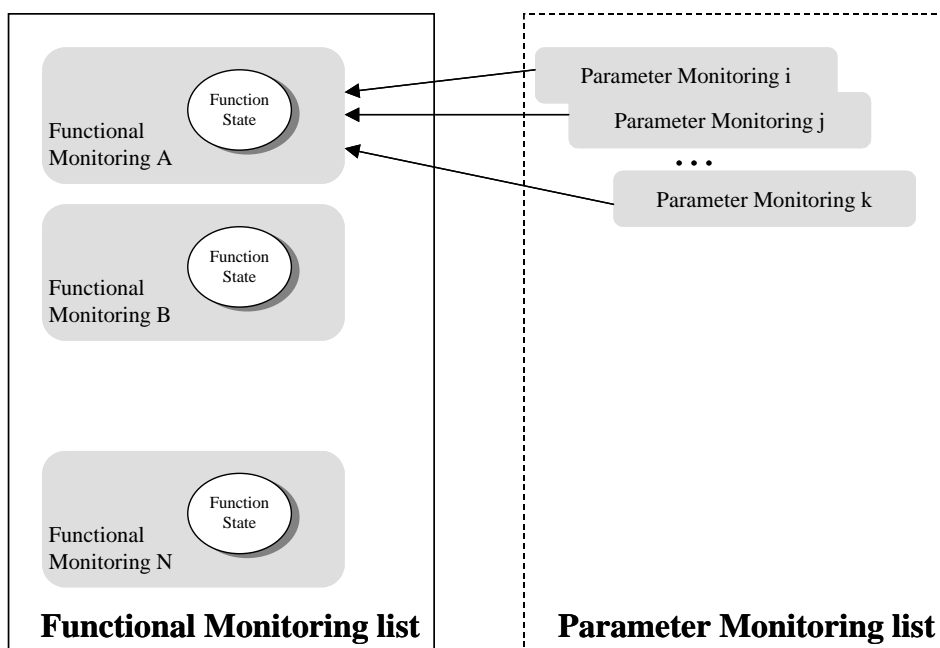 Function
State
Functional
Monitoring A
Function
State
Functional
Monitoring B
Function
State
Functional
Monitoring N
Functional Monitoring list
Parameter Monitoring i
Parameter Monitoring j
...
Parameter Monitoring k
Parameter Monitoring list